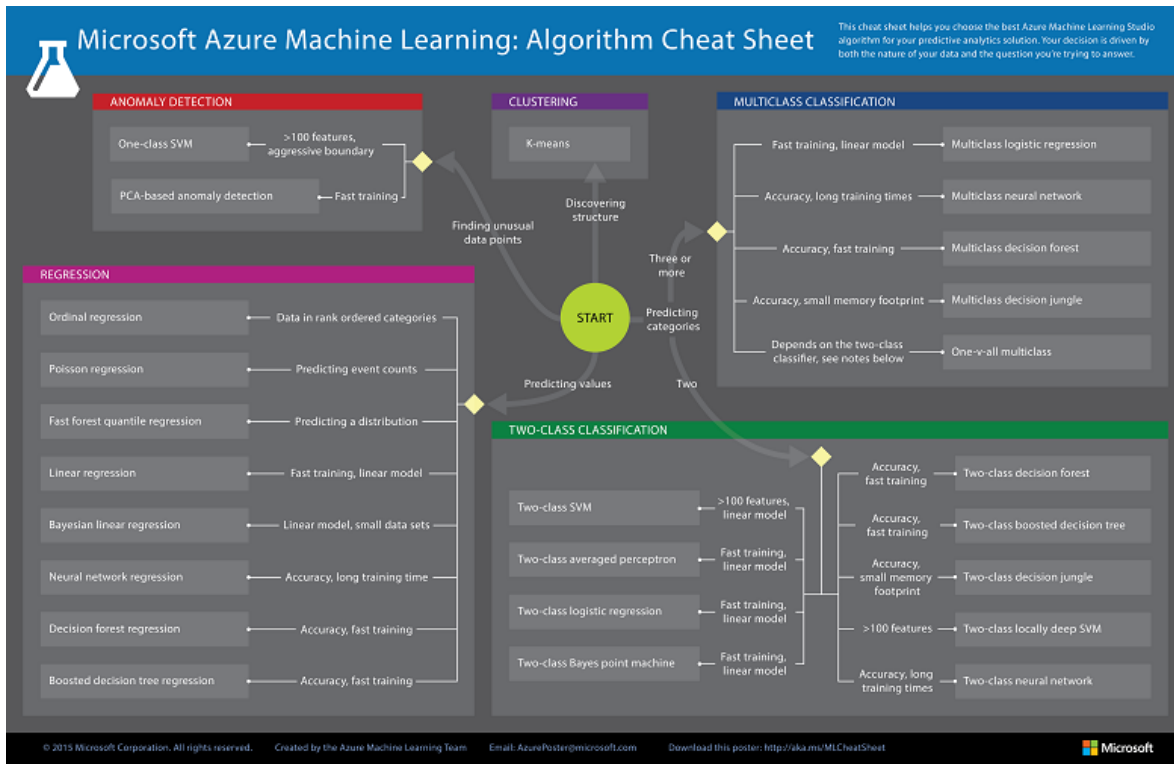 Microsoft Azure Machine Learning: Algorithm Cheat Sheet
This cheat sheet helps you choose the best Azure Machine Learning Studio
algorithm for your predictive analytics solution. Your decision is driven by
both the nature of your data and the question you're trying to answer.
ANOMALY DETECTION
One-class SVM
>100 features,
aggressive boundary
PCA-based anomaly detection
Fast training
CLUSTERING
K-means
MULTICLASS CLASSIFICATION
Fast training, linear model
Multiclass logistic regression
Accuracy, long training times
Multiclass neural network
Accuracy, fast training
Multiclass decision forest
Accuracy, small memory footprint
Multiclass decision jungle
Depends on the two-class
classifier, see notes below
One-v-all multiclass
Finding unusual
data points
Discovering
structure
Three or
more
START
Predicting
categories
Predicting values
Two
REGRESSION
Ordinal regression
Data in rank ordered categories
Poisson regression
Predicting event counts
Fast forest quantile regression
Predicting a distribution
Linear regression
Fast training, linear model
Bayesian linear regression
Linear model, small data sets
Neural network regression
Accuracy, long training time
Decision forest regression
Accuracy, fast training
Boosted decision tree regression
Accuracy, fast training
TWO-CLASS CLASSIFICATION
Two-class SVM
>100 features,
linear model
Two-class averaged perceptron
Fast training,
linear model
Two-class logistic regression
Fast training,
linear model
Two-class Bayes point machine
Fast training,
linear model
Accuracy,
fast training
Two-class decision forest
Accuracy,
fast training
Two-class boosted decision tree
Accuracy,
small memory
footprint
Two-class decision jungle
>100 features
Two-class locally deep SVM
Accuracy, long
training times
Two-class neural network
© 2015 Microsoft Corporation. All rights reserved.
Created by the Azure Machine Learning Team
Email: AzurePoster@microsoft.com
Download this poster: http://aka.ms/MLCheatSheet
Microsoft